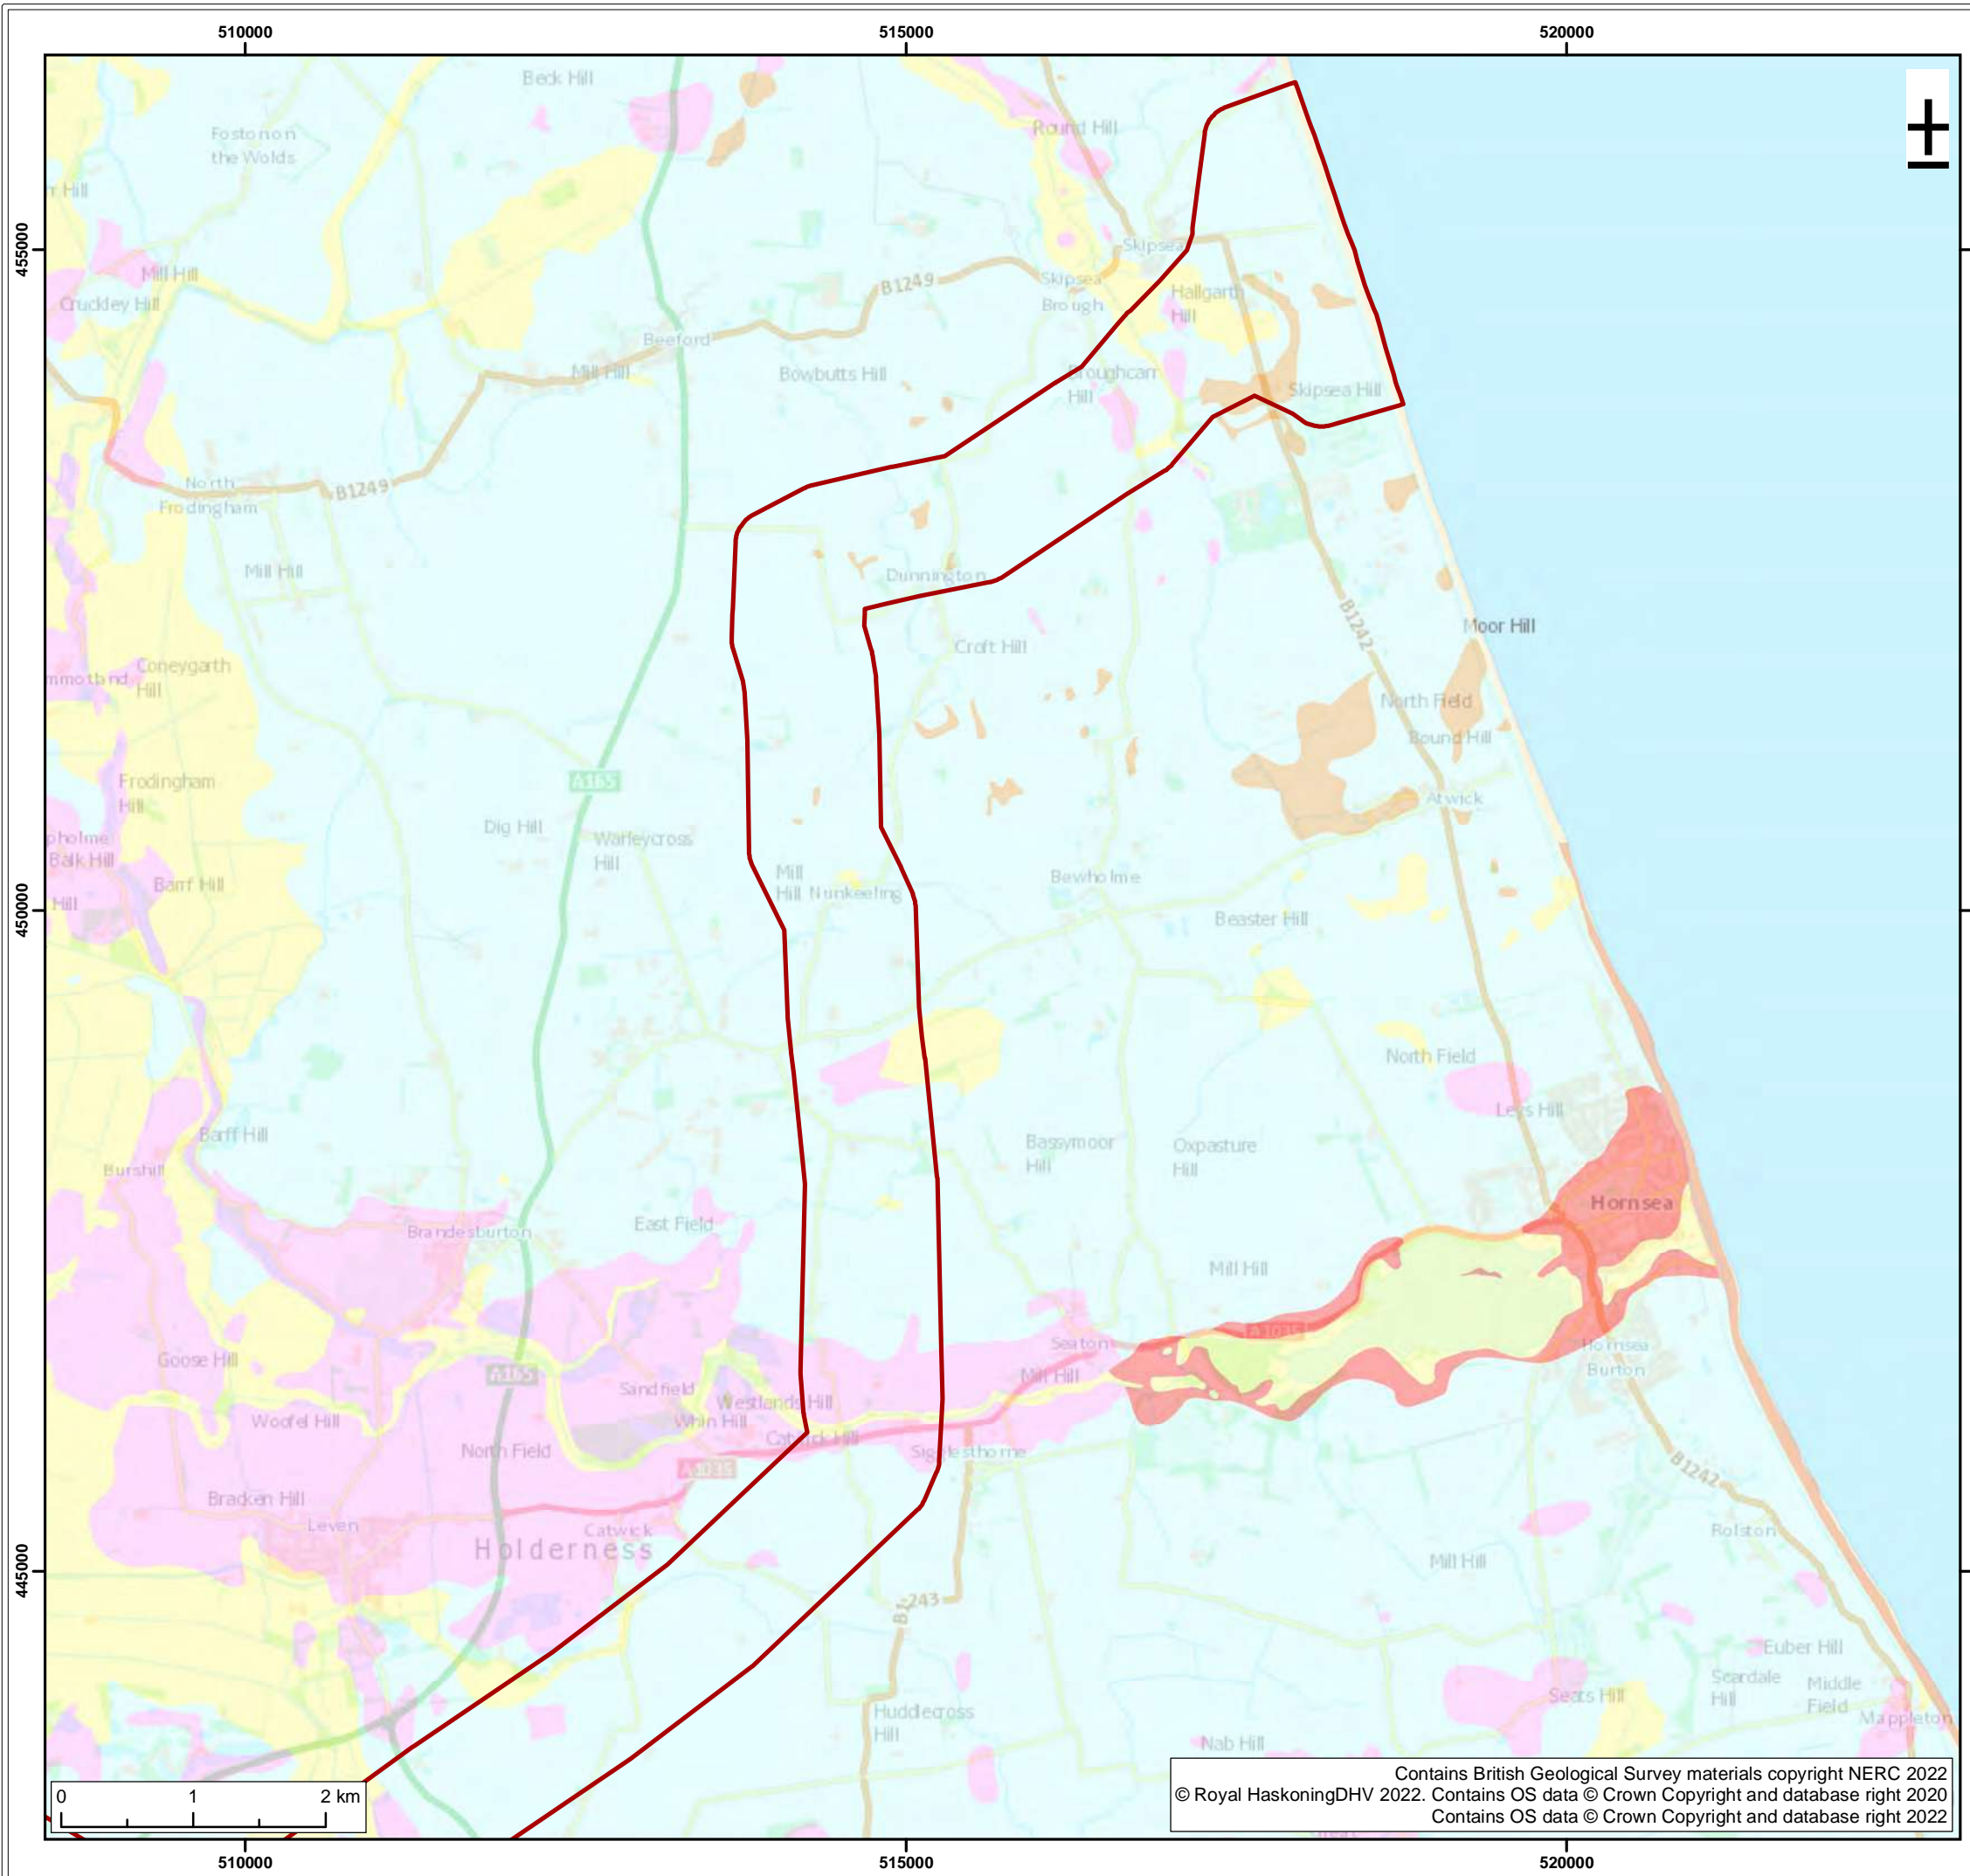 510000
515000
520000
Beck Hill
Foston on
the Wolds
Round Hill
455000
Skipsea
Mill Hill
Cruckley Hill
B1249
Skipsea
Brough
Hallgarth
Hill
Beeford
Mill Hill
Bowbutts Hill
Broughcarr
Hill
Skipsea Hill
North
Frodingham
B1249
Mill Hill
Dunnington
B1242
Moor Hill
Croft Hill
Coneygarth
Hill
mmotland
North Field
Bound Hill
Frodingham
Hill
A165
Atwick
Dig Hill
Warleycross
Hill
pholme
Balk Hill
Barf Hill
Hill
Mill
Hill
Nunkeeling
Bewholme
450000
Beaster Hill
North Field
Leys Hill
Barff Hill
Burshill
Bassymoor
Hill
Oxpasture
Hill
Hornsea
Brandesburton
East Field
Mill Hill
A1035
Seaton
Hornsea
Burton
Goose Hill
A165
Mill Hill
Sandfield
Westlands Hill
Whin Hill
Woofel Hill
Catwick Hill
North Field
Sigglesthorne
A1035
B1242
Bracken Hill
Leven
Catwick
Holderness
Rolston
Mill Hill
445000
B1243
Euber Hill
Scardale
Hill
Middle
Field
Seats Hill
Huddlecross
Hill
Mappleton
Nab Hill
0 1 2 km
Contains British Geological Survey materials copyright NERC 2022
© Royal HaskoningDHV 2022. Contains OS data © Crown Copyright and database right 2020
Contains OS data © Crown Copyright and database right 2022
510000
515000
520000